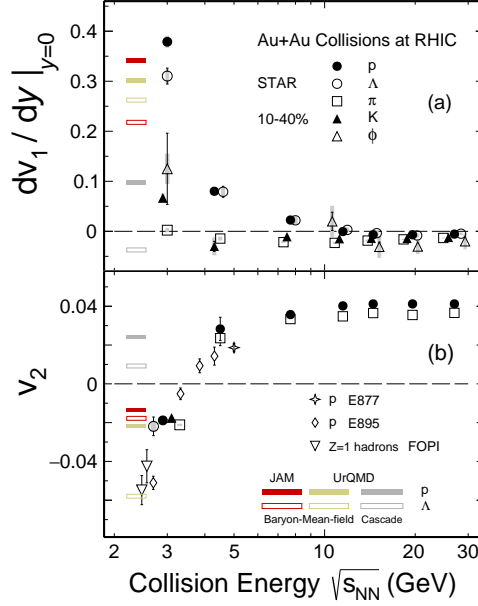 Au+Au Collisions at RHIC
p
STAR Λ
π
10-40% K
ϕ
(a)
dv1 / dy |y=0
0.4
0.3
0.2
0.1
0
0.04
0
−0.04
v2
(b)
p E877
p E895
Z=1 hadrons FOPI
JAM UrQMD
p
Λ
Baryon-Mean-field Cascade
2 3 4 5 10 20 30
Collision Energy √sNN (GeV)